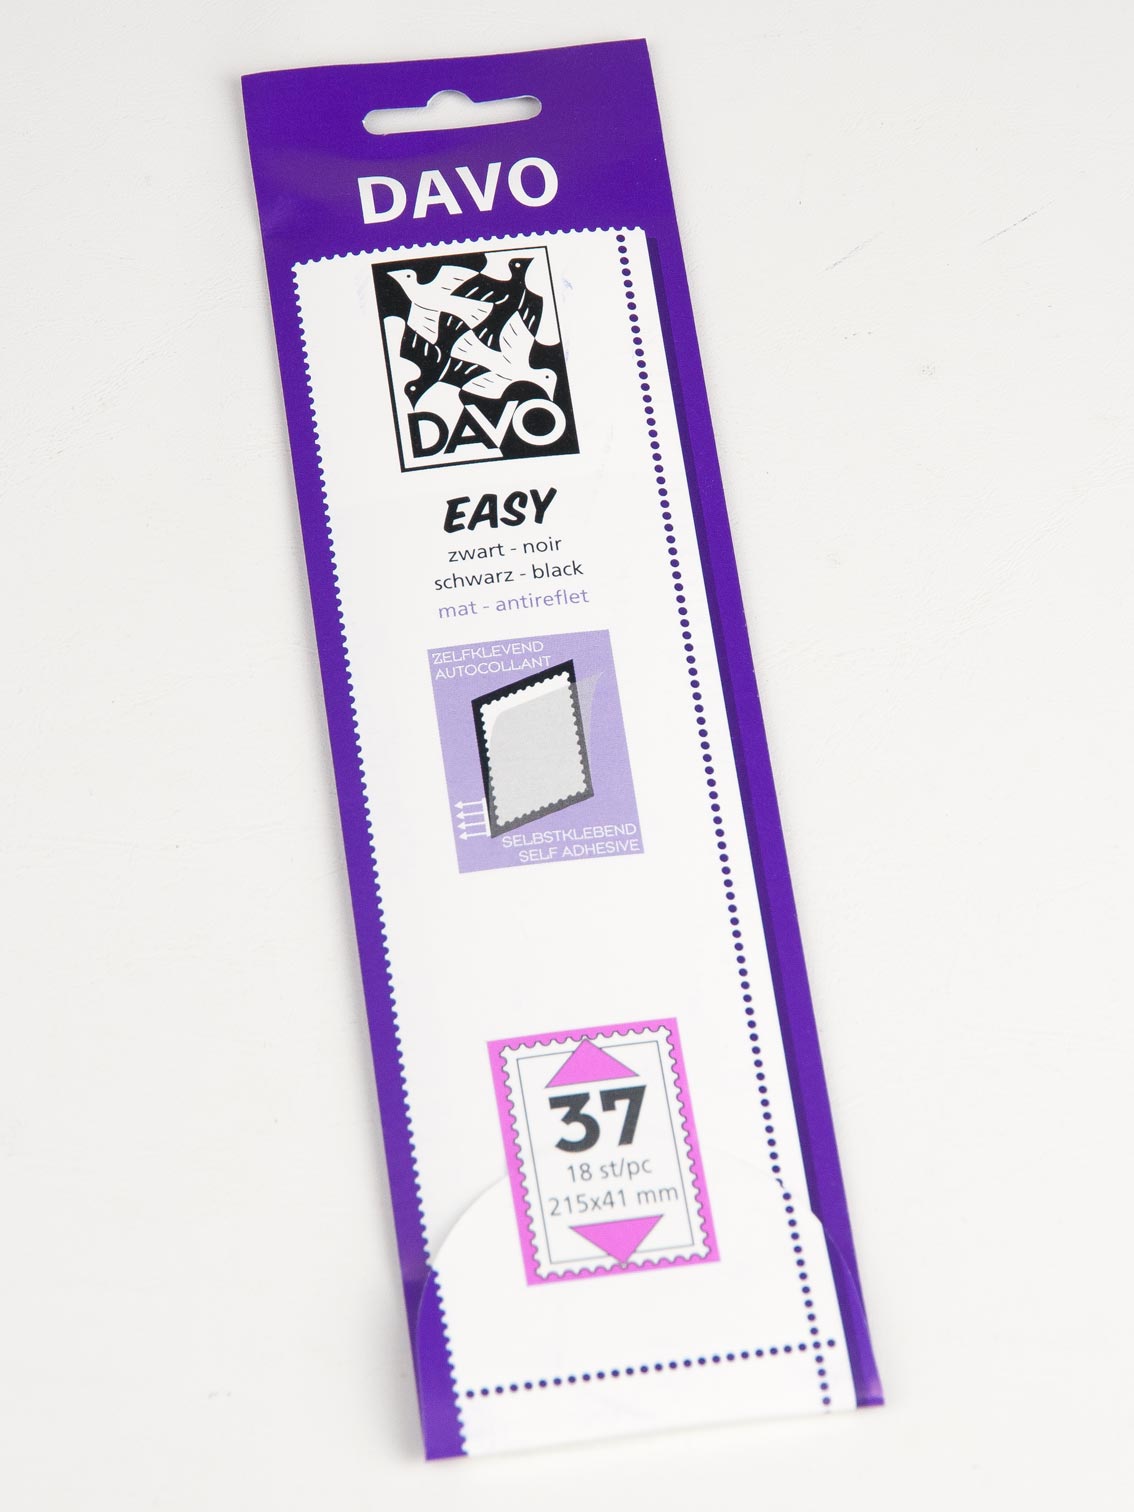 DAVO
DAVO
EASY
zwart - noir
schwarz - black
mat - antireflet
ZELFKLEVEND
AUTOCOLLANT
SELBSTKLEBEND
SELF ADHESIVE
37
18 st/pc
215x41 mm